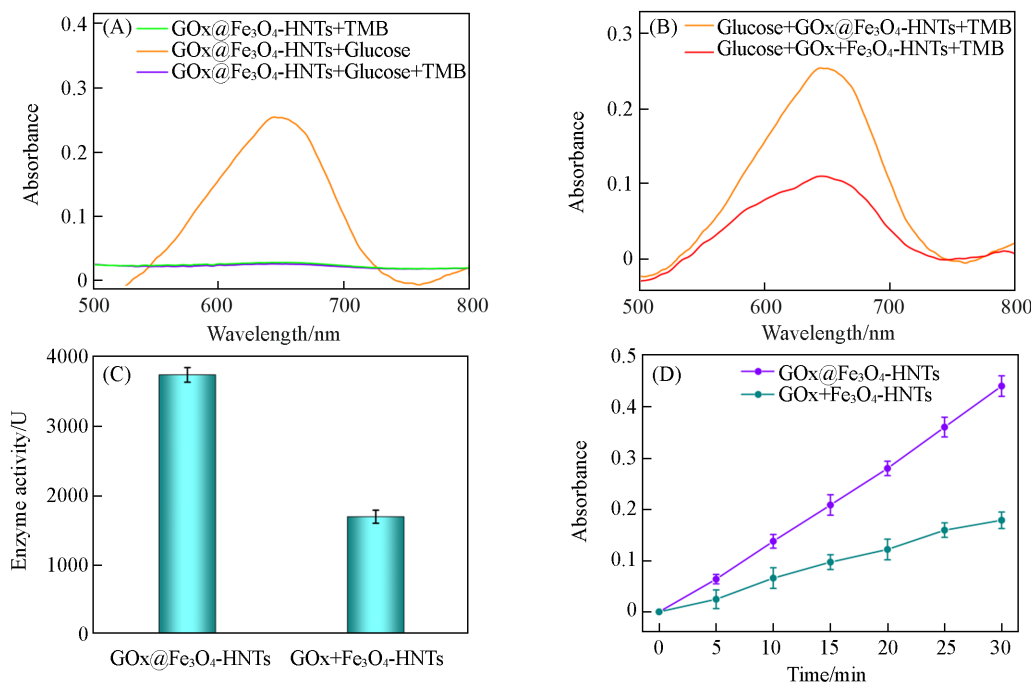 (A)
GOx@Fe₃O₄-HNTs+TMB
GOx@Fe₃O₄-HNTs+Glucose
GOx@Fe₃O₄-HNTs+Glucose+TMB
0.4
0.3
0.2
0.1
0
Absorbance
500
600
700
800
Wavelength/nm
(B)
Glucose+GOx@Fe₃O₄-HNTs+TMB
Glucose+GOx+Fe₃O₄-HNTs+TMB
0.3
0.2
0.1
0
Absorbance
500
600
700
800
Wavelength/nm
(C)
4000
3000
2000
1000
0
Enzyme activity/U
GOx@Fe₃O₄-HNTs
GOx+Fe₃O₄-HNTs
(D)
GOx@Fe₃O₄-HNTs
GOx+Fe₃O₄-HNTs
0.5
0.4
0.3
0.2
0.1
0
Absorbance
0
5
10
15
20
25
30
Time/min